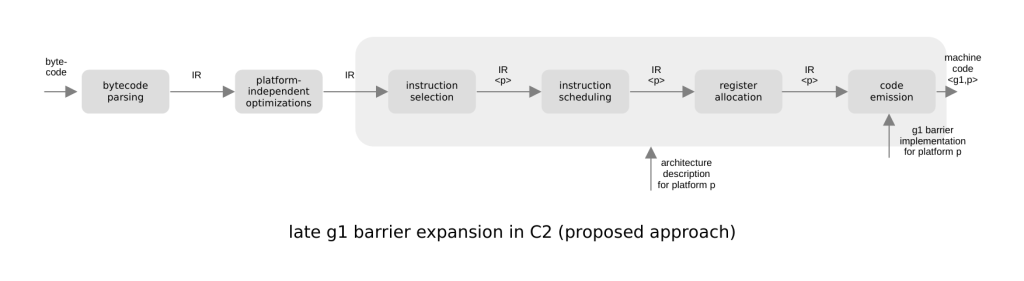 byte-
code
bytecode
parsing
IR
platform-
independent
optimizations
IR
instruction
selection
IR
<p>
instruction
scheduling
IR
<p>
register
allocation
IR
<p>
code
emission
machine
code
<g1,p>
g1 barrier
implementation
for platform p
architecture
description
for platform p
late g1 barrier expansion in C2 (proposed approach)